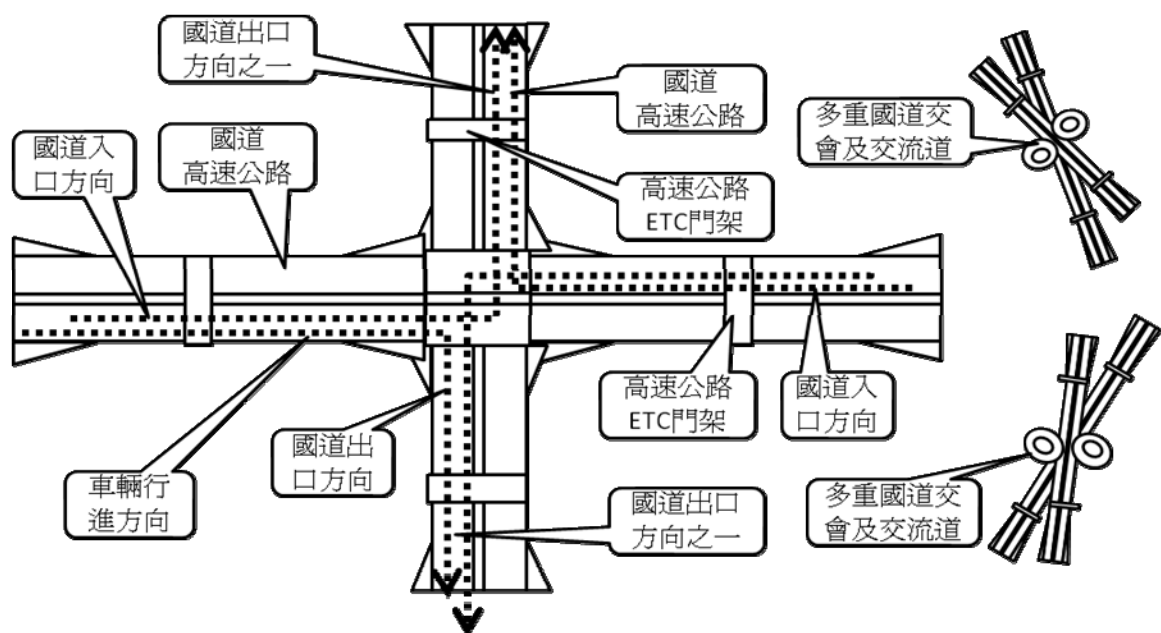 國道出口
方向之一
國道
高速公路
國道入
口方向
國道
高速公路
高速公路
ETC門架
多重國道交
會及交流道
高速公路
ETC門架
國道入
口方向
國道出
口方向
車輛行
進方向
國道出口
方向之一
多重國道交
會及交流道